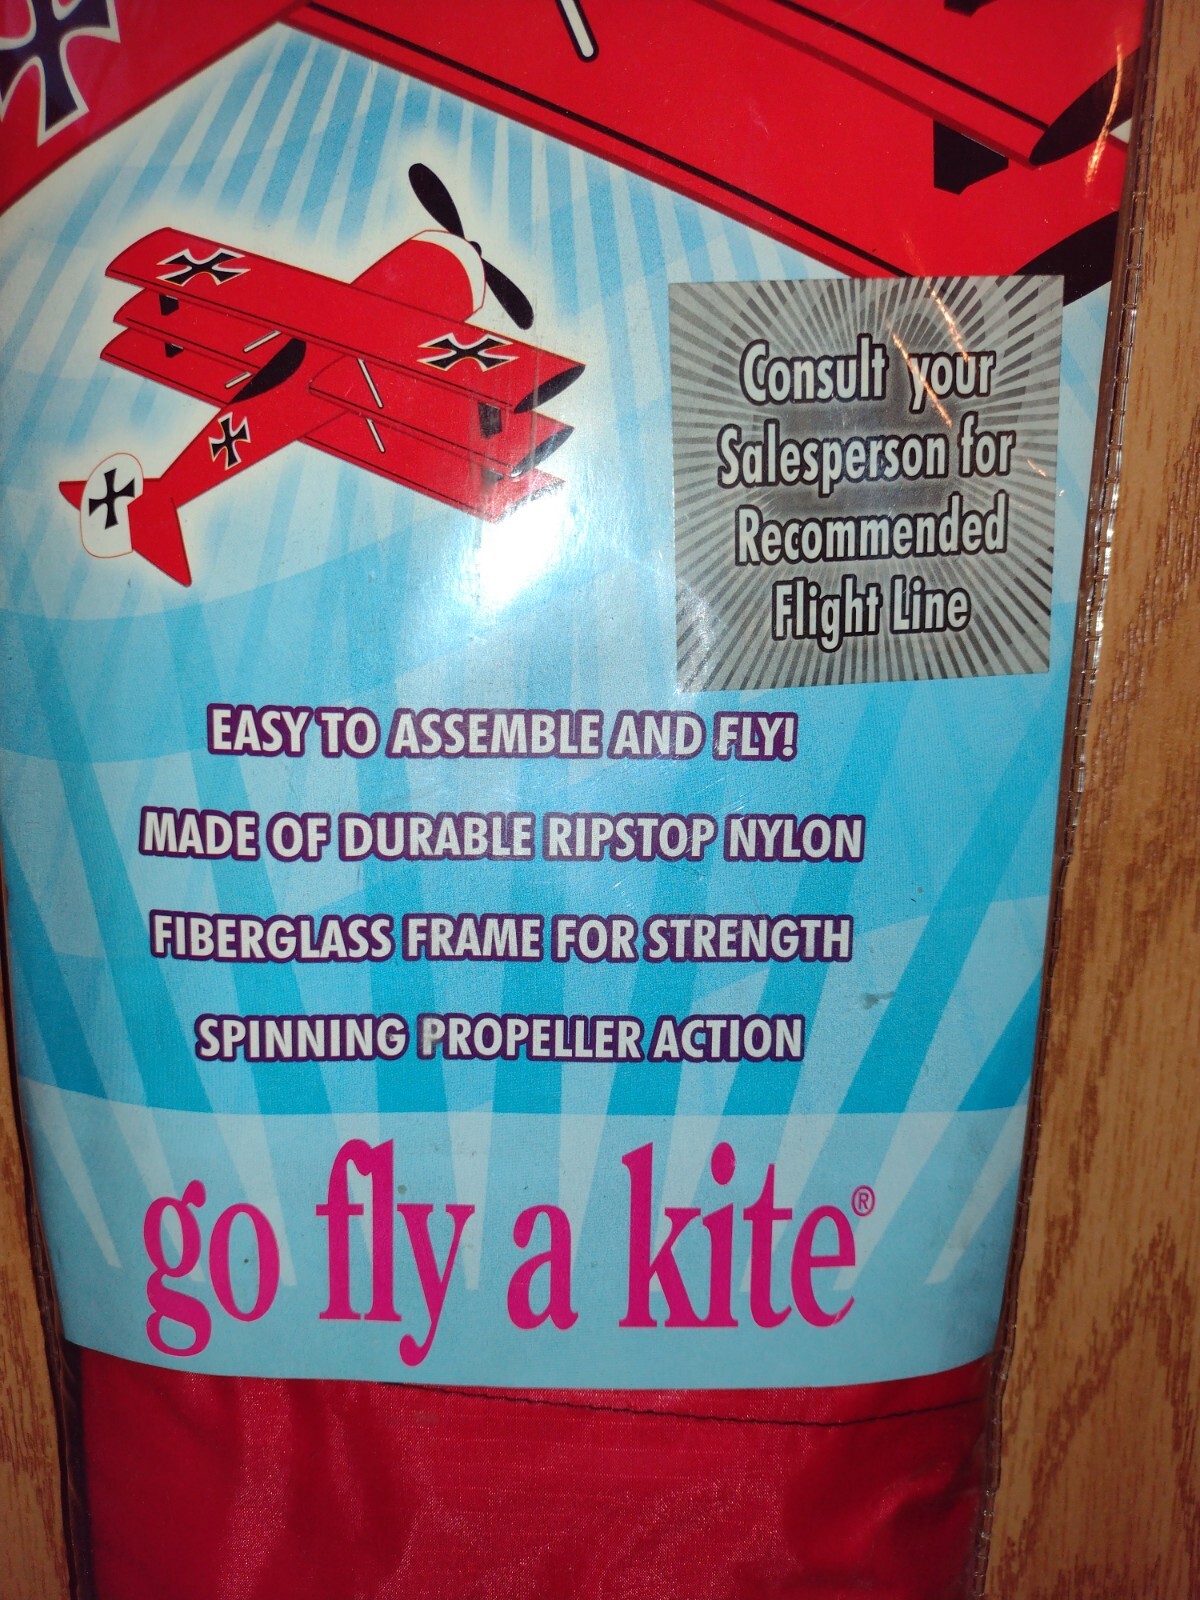 Consult your
Salesperson for
Recommended
Flight Line
EASY TO ASSEMBLE AND FLY!
MADE OF DURABLE RIPSTOP NYLON
FIBERGLASS FRAME FOR STRENGTH
SPINNING PROPELLER ACTION
go fly a kite®